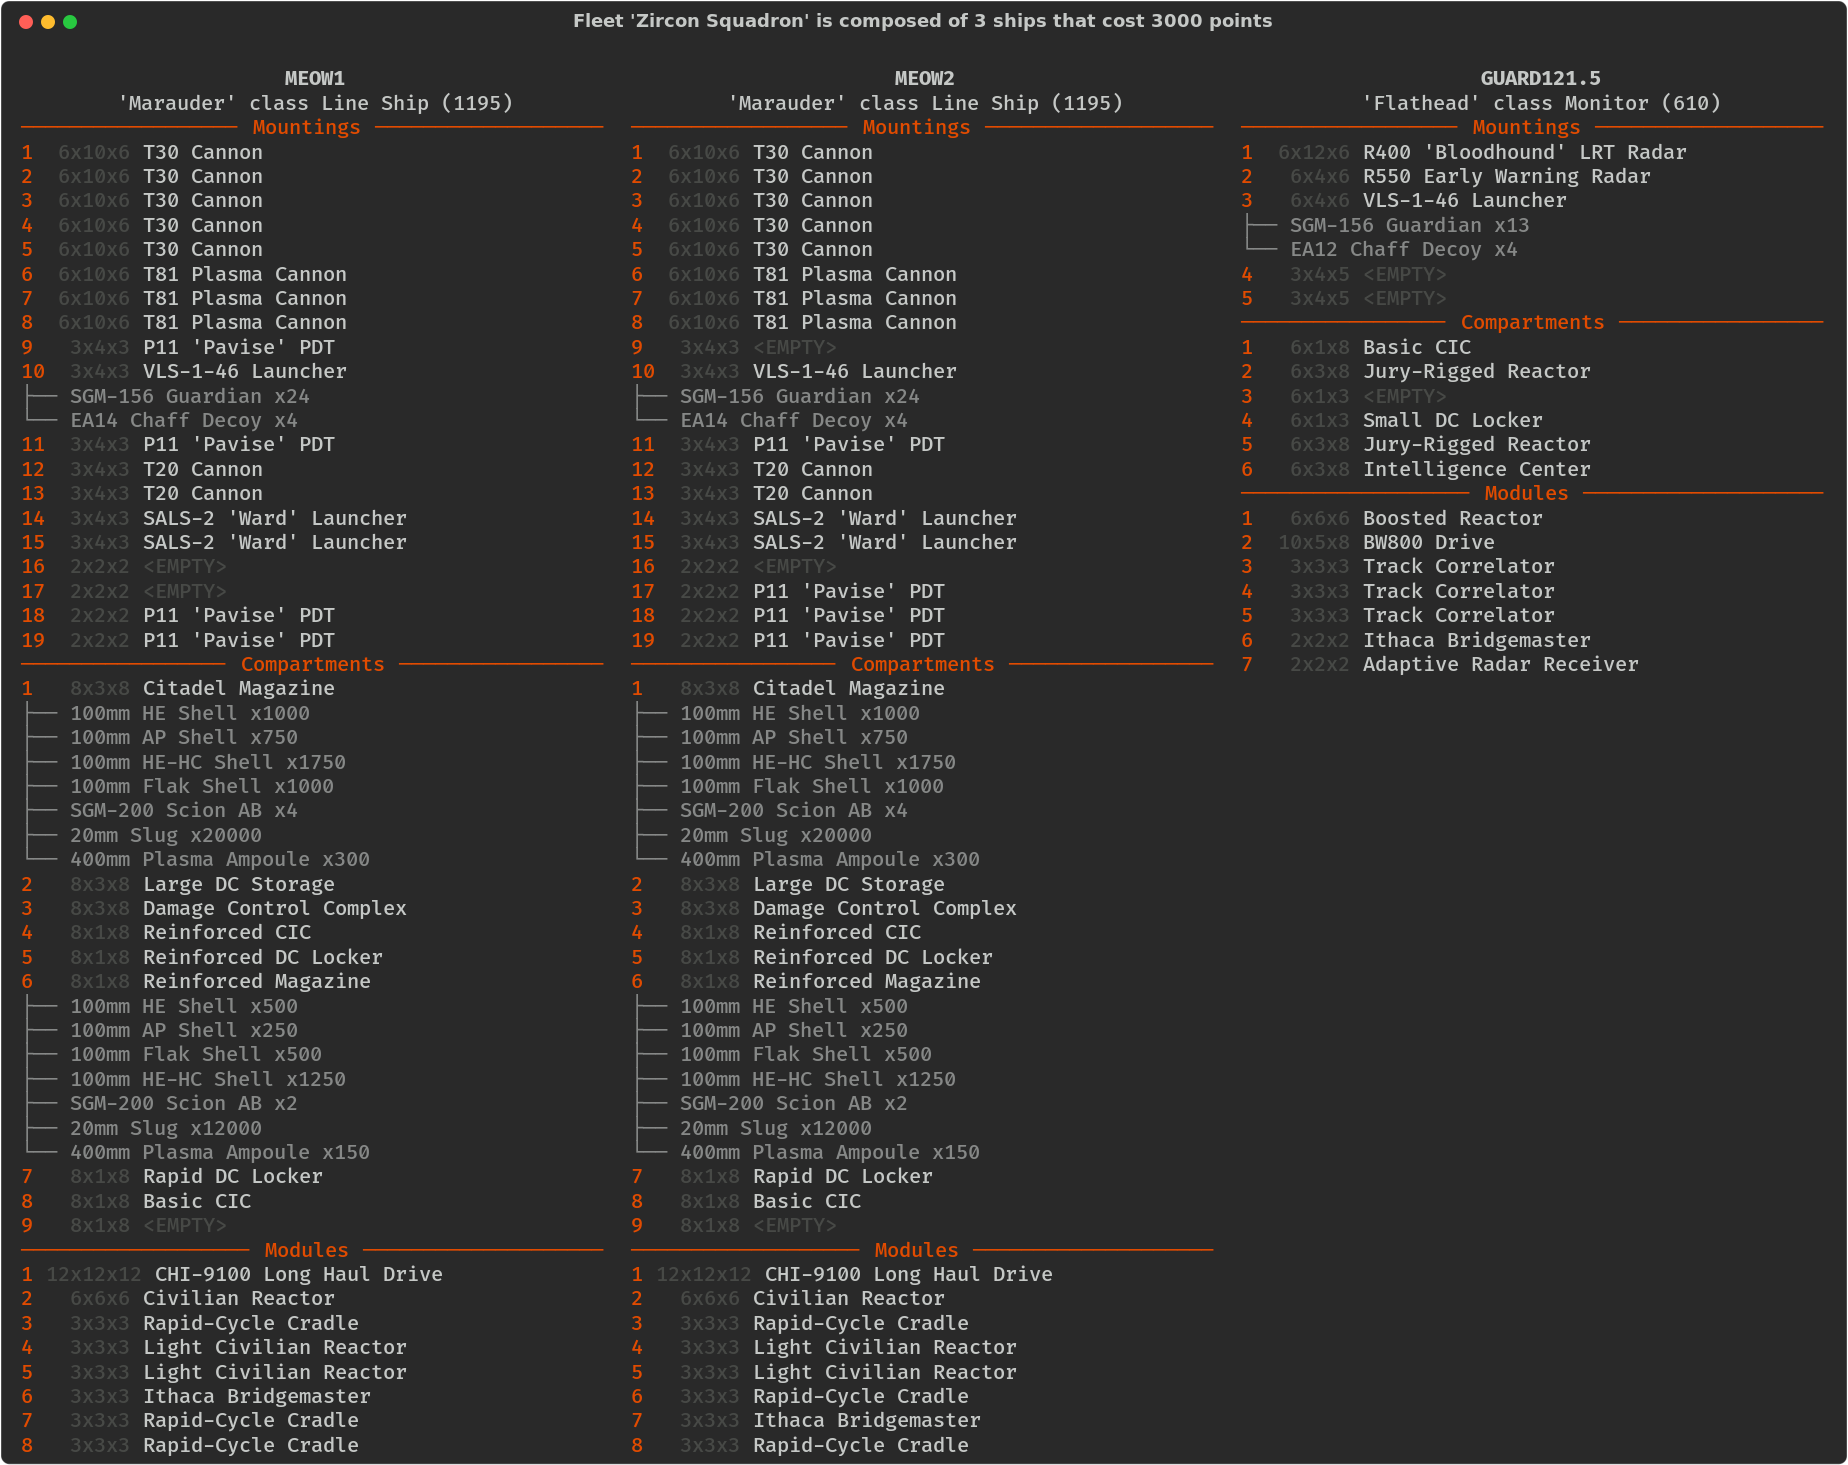 Fleet 'Zircon Squadron' is composed of 3 ships that cost 3000 points
MEOW1
'Marauder' class Line Ship (1195)
Mountings
1 6x10x6 T30 Cannon
2 6x10x6 T30 Cannon
3 6x10x6 T30 Cannon
4 6x10x6 T30 Cannon
5 6x10x6 T30 Cannon
6 6x10x6 T81 Plasma Cannon
7 6x10x6 T81 Plasma Cannon
8 6x10x6 T81 Plasma Cannon
9 3x4x3 P11 'Pavise' PDT
10 3x4x3 VLS-1-46 Launcher
SGM-156 Guardian x24
EA14 Chaff Decoy x4
11 3x4x3 P11 'Pavise' PDT
12 3x4x3 T20 Cannon
13 3x4x3 T20 Cannon
14 3x4x3 SALS-2 'Ward' Launcher
15 3x4x3 SALS-2 'Ward' Launcher
16 2x2x2 <EMPTY>
17 2x2x2 <EMPTY>
18 2x2x2 P11 'Pavise' PDT
19 2x2x2 P11 'Pavise' PDT
Compartments
1 8x3x8 Citadel Magazine
100mm HE Shell x1000
100mm AP Shell x750
100mm HE-HC Shell x1750
100mm Flak Shell x1000
SGM-200 Scion AB x4
20mm Slug x20000
400mm Plasma Ampoule x300
2 8x3x8 Large DC Storage
3 8x3x8 Damage Control Complex
4 8x1x8 Reinforced CIC
5 8x1x8 Reinforced DC Locker
6 8x1x8 Reinforced Magazine
100mm HE Shell x500
100mm AP Shell x250
100mm Flak Shell x500
100mm HE-HC Shell x1250
SGM-200 Scion AB x2
20mm Slug x12000
400mm Plasma Ampoule x150
7 8x1x8 Rapid DC Locker
8 8x1x8 Basic CIC
9 8x1x8 <EMPTY>
Modules
1 12x12x12 CHI-9100 Long Haul Drive
2 6x6x6 Civilian Reactor
3 3x3x3 Rapid-Cycle Cradle
4 3x3x3 Light Civilian Reactor
5 3x3x3 Light Civilian Reactor
6 3x3x3 Ithaca Bridgemaster
7 3x3x3 Rapid-Cycle Cradle
8 3x3x3 Rapid-Cycle Cradle
MEOW2
'Marauder' class Line Ship (1195)
Mountings
1 6x10x6 T30 Cannon
2 6x10x6 T30 Cannon
3 6x10x6 T30 Cannon
4 6x10x6 T30 Cannon
5 6x10x6 T30 Cannon
6 6x10x6 T81 Plasma Cannon
7 6x10x6 T81 Plasma Cannon
8 6x10x6 T81 Plasma Cannon
9 3x4x3 <EMPTY>
10 3x4x3 VLS-1-46 Launcher
SGM-156 Guardian x24
EA14 Chaff Decoy x4
11 3x4x3 P11 'Pavise' PDT
12 3x4x3 T20 Cannon
13 3x4x3 T20 Cannon
14 3x4x3 SALS-2 'Ward' Launcher
15 3x4x3 SALS-2 'Ward' Launcher
16 2x2x2 <EMPTY>
17 2x2x2 P11 'Pavise' PDT
18 2x2x2 P11 'Pavise' PDT
19 2x2x2 P11 'Pavise' PDT
Compartments
1 8x3x8 Citadel Magazine
100mm HE Shell x1000
100mm AP Shell x750
100mm HE-HC Shell x1750
100mm Flak Shell x1000
SGM-200 Scion AB x4
20mm Slug x20000
400mm Plasma Ampoule x300
2 8x3x8 Large DC Storage
3 8x3x8 Damage Control Complex
4 8x1x8 Reinforced CIC
5 8x1x8 Reinforced DC Locker
6 8x1x8 Reinforced Magazine
100mm HE Shell x500
100mm AP Shell x250
100mm Flak Shell x500
100mm HE-HC Shell x1250
SGM-200 Scion AB x2
20mm Slug x12000
400mm Plasma Ampoule x150
7 8x1x8 Rapid DC Locker
8 8x1x8 Basic CIC
9 8x1x8 <EMPTY>
Modules
1 12x12x12 CHI-9100 Long Haul Drive
2 6x6x6 Civilian Reactor
3 3x3x3 Rapid-Cycle Cradle
4 3x3x3 Light Civilian Reactor
5 3x3x3 Light Civilian Reactor
6 3x3x3 Rapid-Cycle Cradle
7 3x3x3 Ithaca Bridgemaster
8 3x3x3 Rapid-Cycle Cradle
GUARD121.5
'Flathead' class Monitor (610)
Mountings
1 6x12x6 R400 'Bloodhound' LRT Radar
2 6x4x6 R550 Early Warning Radar
3 6x4x6 VLS-1-46 Launcher
SGM-156 Guardian x13
EA12 Chaff Decoy x4
4 3x4x5 <EMPTY>
5 3x4x5 <EMPTY>
Compartments
1 6x1x8 Basic CIC
2 6x3x8 Jury-Rigged Reactor
3 6x1x3 <EMPTY>
4 6x1x3 Small DC Locker
5 6x3x8 Jury-Rigged Reactor
6 6x3x8 Intelligence Center
Modules
1 6x6x6 Boosted Reactor
2 10x5x8 BW800 Drive
3 3x3x3 Track Correlator
4 3x3x3 Track Correlator
5 3x3x3 Track Correlator
6 2x2x2 Ithaca Bridgemaster
7 2x2x2 Adaptive Radar Receiver